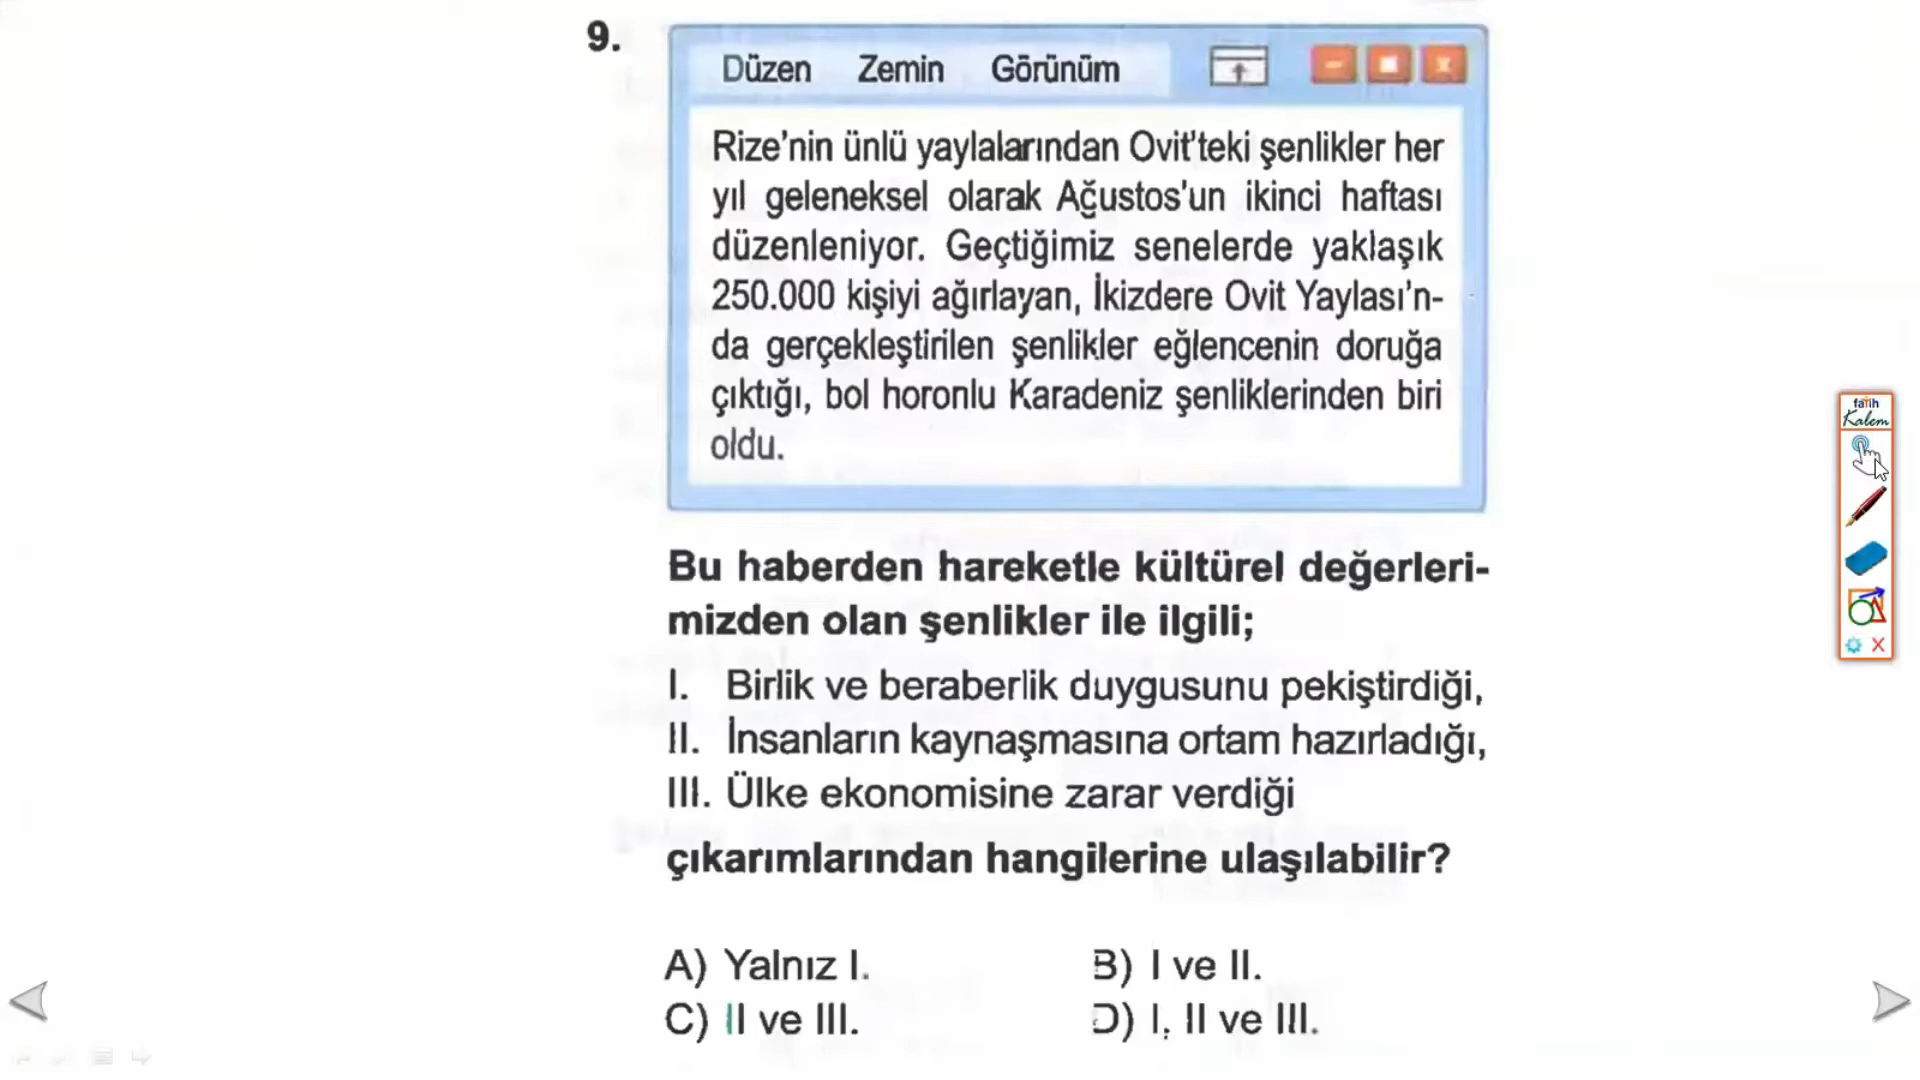 9.
Düzen Zemin Görünüm
Rize'nin ünlü yaylalarından Ovit'teki şenlikler her
yıl geleneksel olarak Ağustos'un ikinci haftası
düzenleniyor. Geçtiğimiz senelerde yaklaşık
250.000 kişiyi ağırlayan, İkizdere Ovit Yaylası'n-
da gerçekleştirilen şenlikler eğlencenin doruğa
çıktığı, bol horonlu Karadeniz şenliklerinden biri
oldu.
Bu haberden hareketle kültürel değerleri-
mizden olan şenlikler ile ilgili;
I. Birlik ve beraberlik duygusunu pekiştirdiği,
II. İnsanların kaynaşmasına ortam hazırladığı,
III. Ülke ekonomisine zarar verdiği
çıkarımlarından hangilerine ulaşılabilir?
A) Yalnız I. B) I ve II.
C) II ve III. D) I, II ve III.
fatih
Kalem